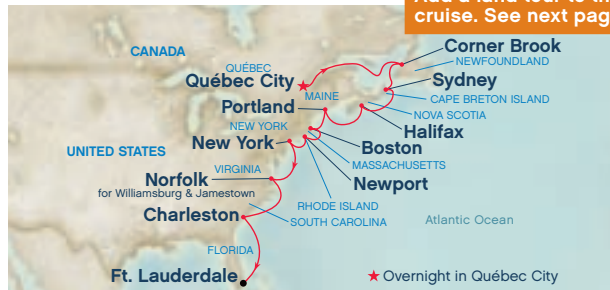 Add a land tour to th
cruise. See next pag
CANADA
Corner Brook
NEWFOUNDLAND
QUÉBEC
Québec City
Sydney
MAINE
CAPE BRETON ISLAND
Portland
NOVA SCOTIA
Halifax
NEW YORK
New York
Boston
MASSACHUSETTS
UNITED STATES
Newport
VIRGINIA
Norfolk
for Williamsburg & Jamestown
RHODE ISLAND
Charleston
SOUTH CAROLINA
Atlantic Ocean
FLORIDA
Ft. Lauderdale
★ Overnight in Québec City